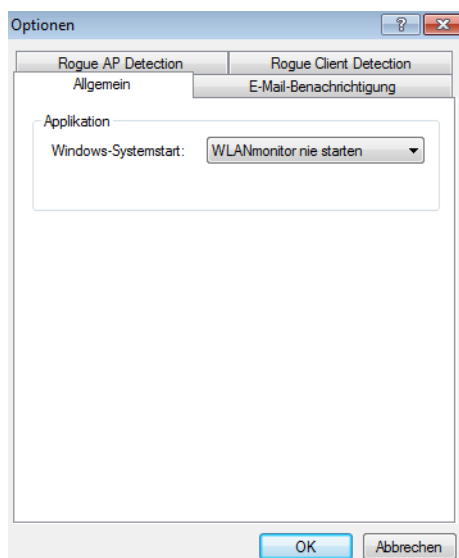 Optionen
Rogue AP Detection
Rogue Client Detection
Allgemein
E-Mail-Benachrichtigung
Applikation
Windows-Systemstart:
WLANmonitor nie starten
OK
Abbrechen